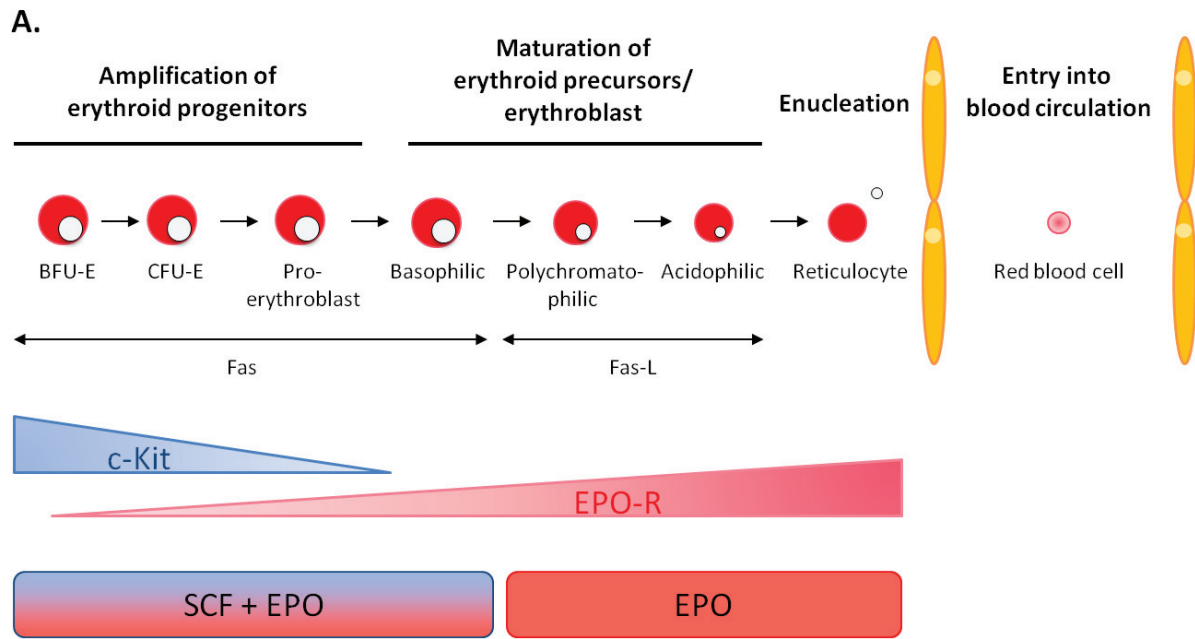 A.
Amplification of
erythroid progenitors
Maturation of
erythroid precursors/
erythroblast
Enucleation
Entry into
blood circulation
BFU-E
CFU-E
Pro-
erythroblast
Basophilic
Polychromato-
philic
Acidophilic
Reticulocyte
Red blood cell
Fas
Fas-L
c-Kit
EPO-R
SCF + EPO
EPO